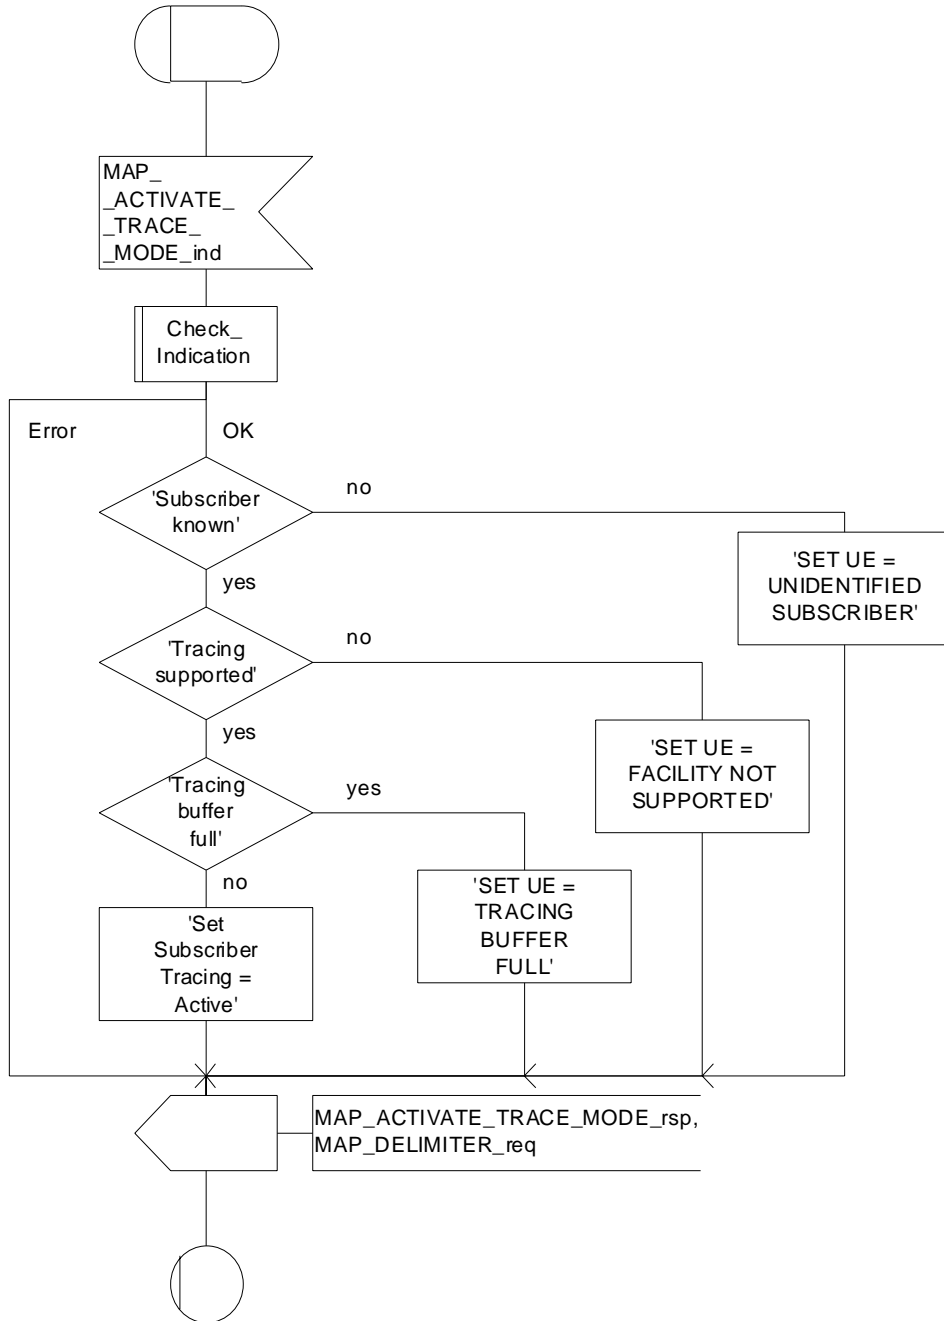 MAP_
_ACTIVATE_
_TRACE_
_MODE_ind
Check_
Indication
Error
OK
'Subscriber
known'
no
'SET UE =
UNIDENTIFIED
SUBSCRIBER'
yes
'Tracing
supported'
no
'SET UE =
FACILITY NOT
SUPPORTED'
yes
'Tracing
buffer
full'
yes
'SET UE =
TRACING
BUFFER
FULL'
no
'Set
Subscriber
Tracing =
Active'
MAP_ACTIVATE_TRACE_MODE_rsp,
MAP_DELIMITER_req